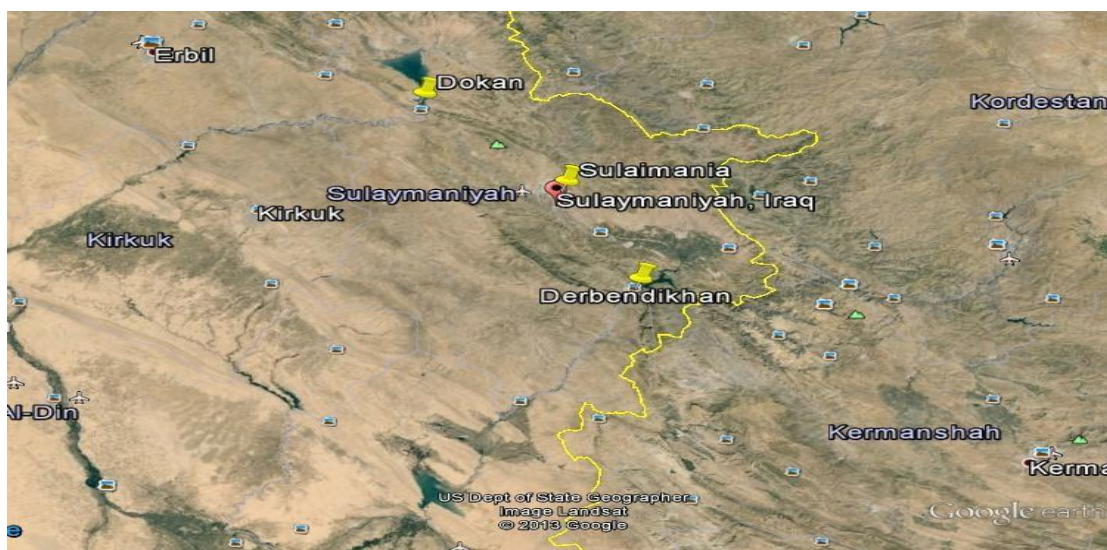 Erbil
Dokan
Kordestan
Sulaimania
Sulaymaniyah
Sulaymaniyah, Iraq
Kirkuk
Kirkuk
Derbendikhan
Al-Din
Kermanshah
Kerma
US Dept of State Geographer
Image Landsat
© 2013 Google
Google earth
e